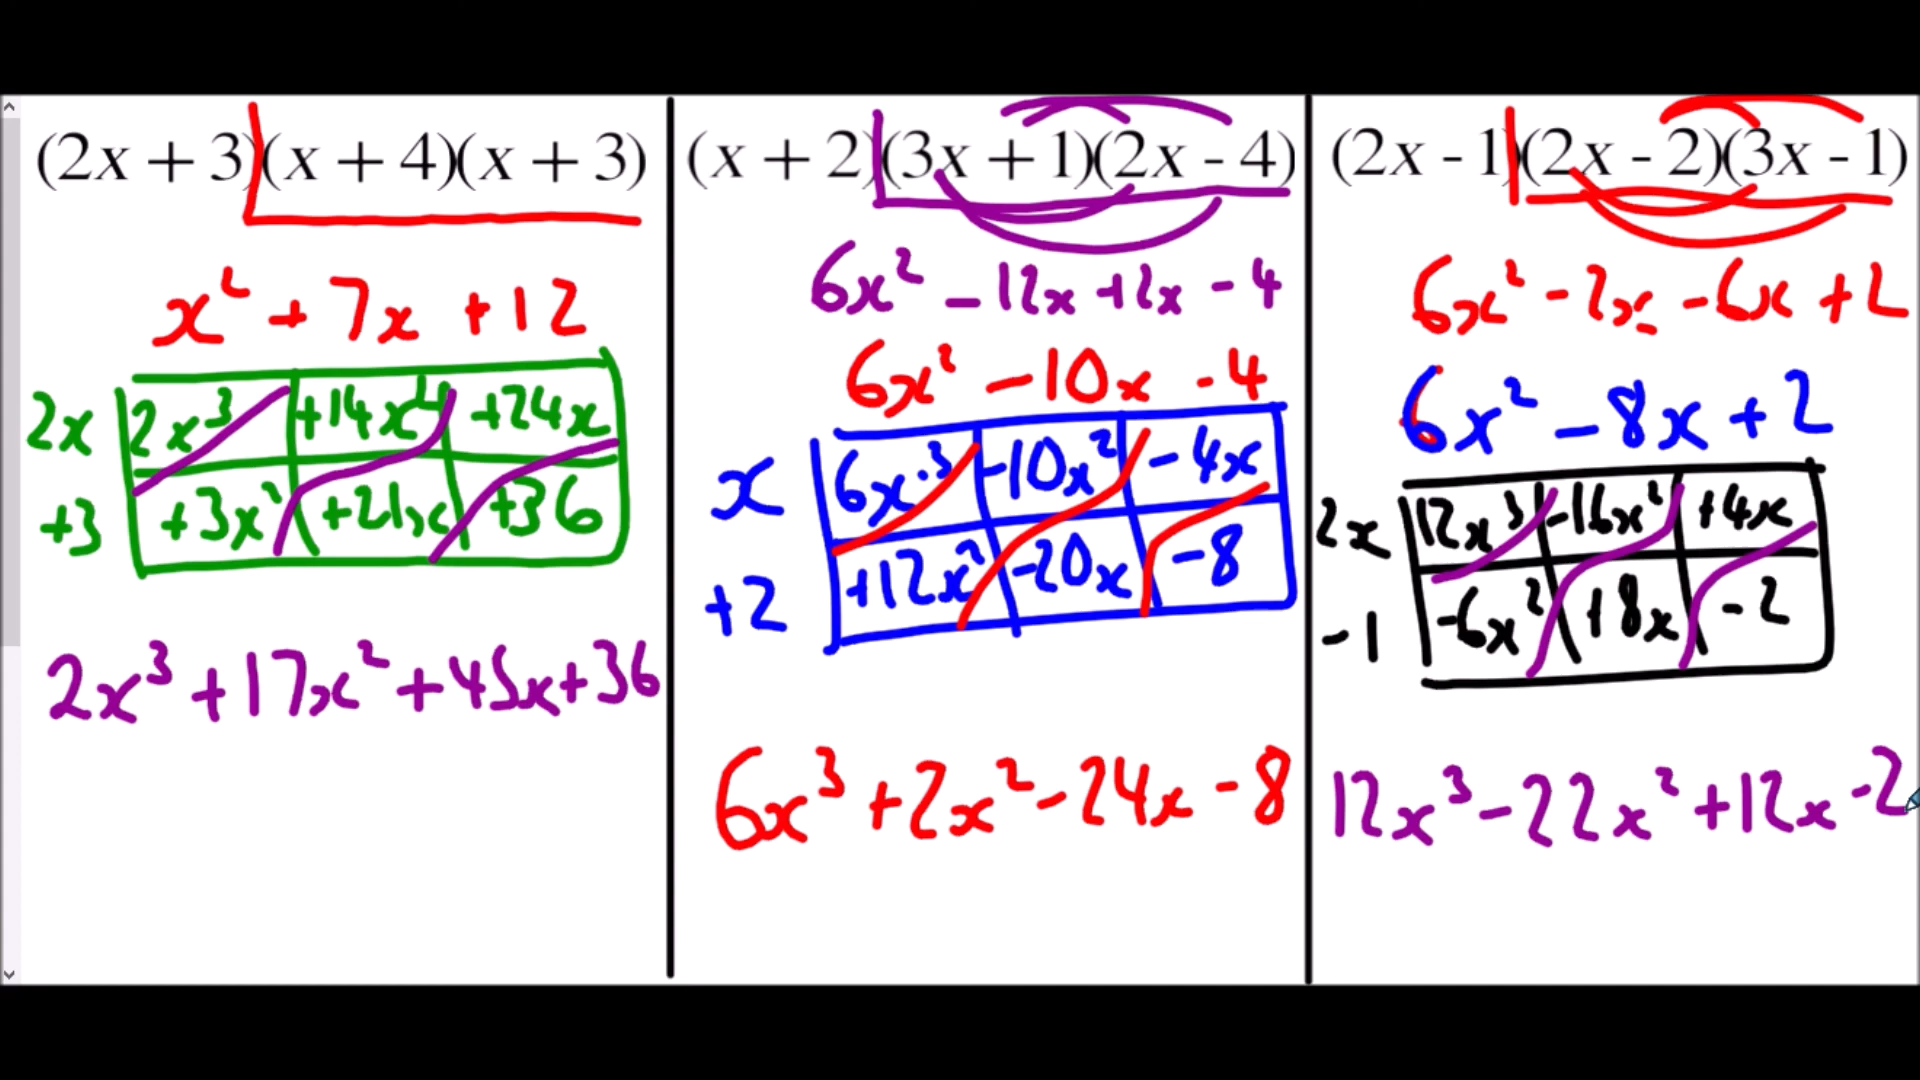 (2x + 3)(x + 4)(x + 3)
x² + 7x + 12
2x 2x³ +14x² +24x
+3 +3x² +21x +36
2x³ + 17x² + 45x + 36
(x + 2)(3x + 1)(2x - 4)
6x² - 12x + 2x - 4
6x² - 10x - 4
x 6x³ -10x² -4x
+2 +12x² -20x -8
6x³ + 2x² - 24x - 8
(2x - 1)(2x - 2)(3x - 1)
6x² - 2x - 6x + 2
6x² - 8x + 2
2x 12x³ -16x² +4x
-1 -6x² +8x -2
12x³ - 22x² + 12x - 2